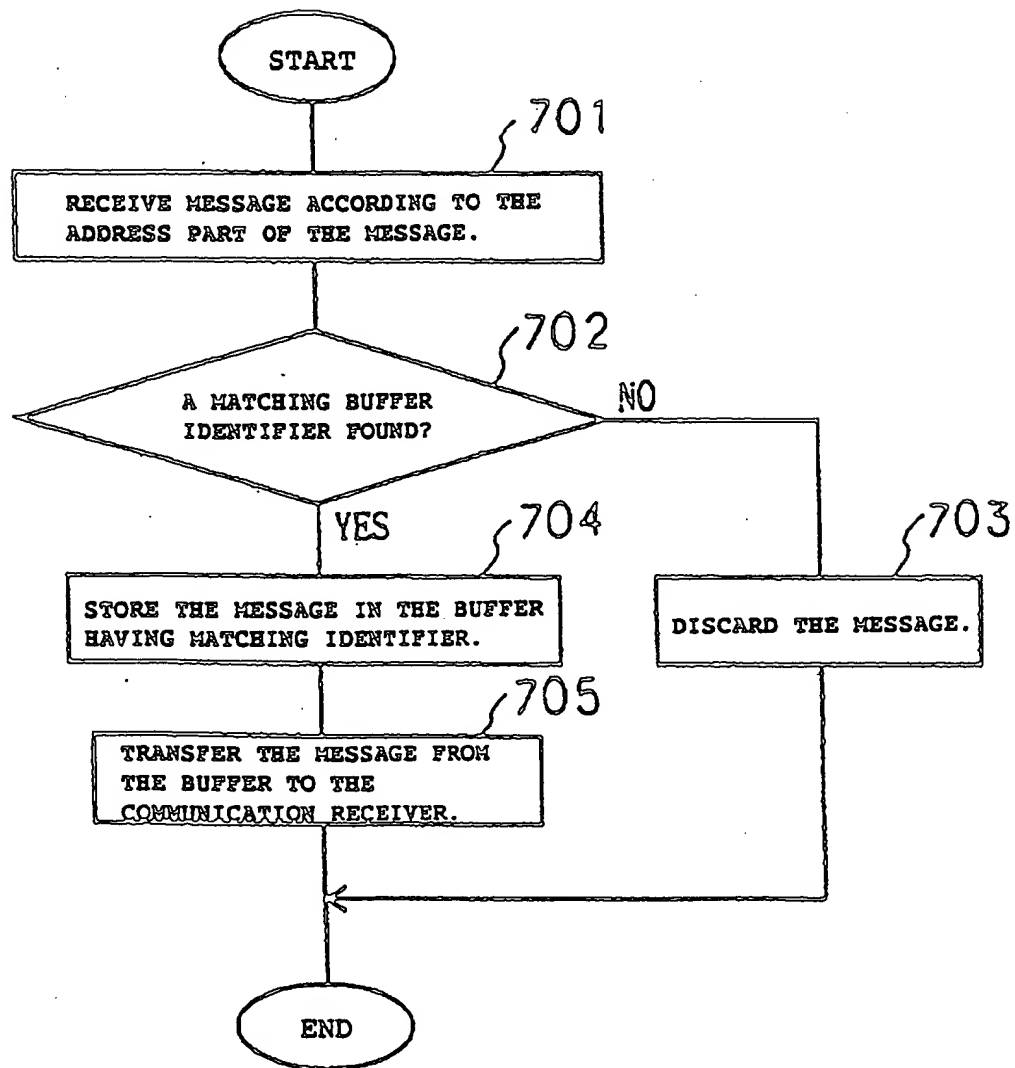 START
701
RECEIVE MESSAGE ACCORDING TO THE
ADDRESS PART OF THE MESSAGE.
702
A MATCHING BUFFER
IDENTIFIER FOUND?
NO
YES
704
703
STORE THE MESSAGE IN THE BUFFER
HAVING MATCHING IDENTIFIER.
DISCARD THE MESSAGE.
705
TRANSFER THE MESSAGE FROM
THE BUFFER TO THE
COMMUNICATION RECEIVER.
END